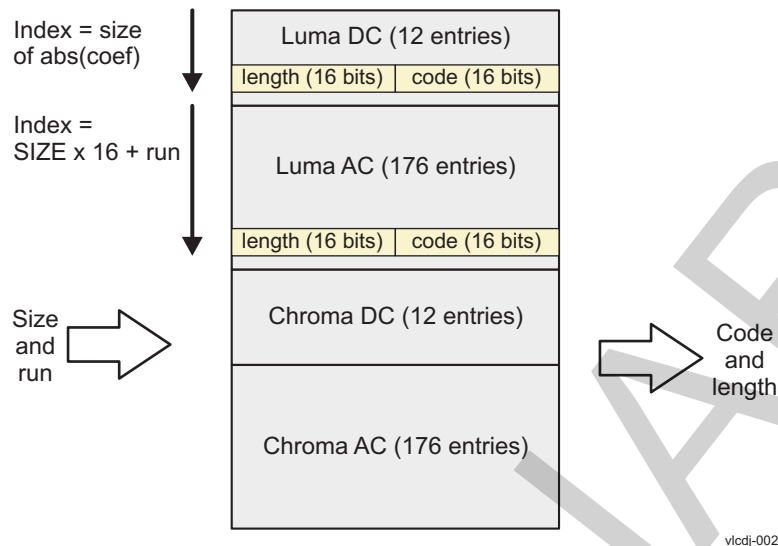 Index = size
of abs(coef)
Luma DC (12 entries)
length (16 bits) code (16 bits)
Index =
SIZE x 16 + run
Luma AC (176 entries)
length (16 bits) code (16 bits)
Size
and
run
Chroma DC (12 entries)
Code
and
length
Chroma AC (176 entries)
vlcdj-002